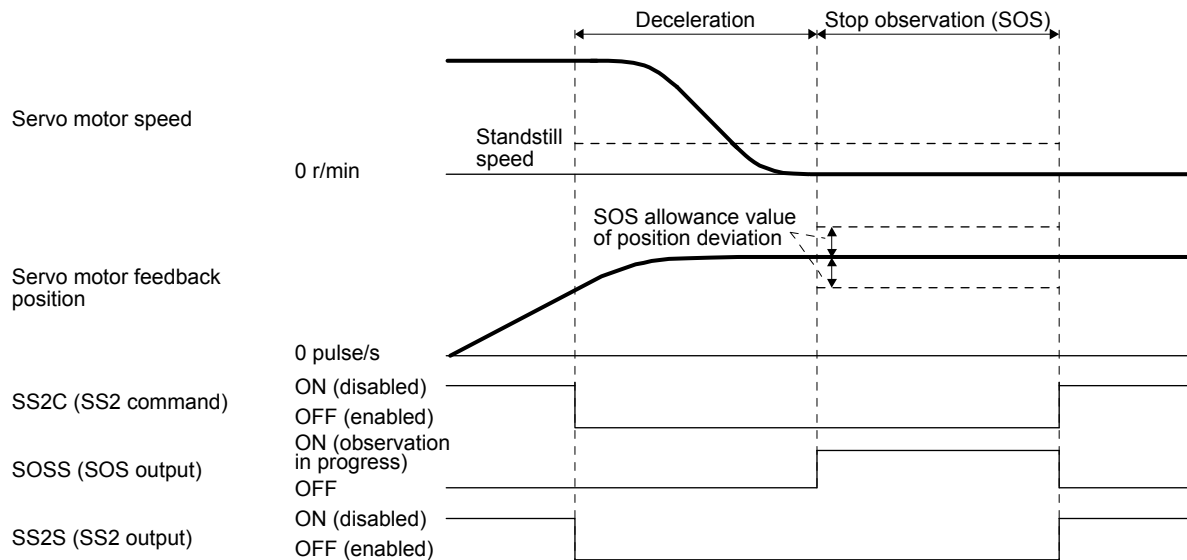 Deceleration
Stop observation (SOS)
Servo motor speed
Standstill
speed
0 r/min
SOS allowance value
of position deviation
Servo motor feedback
position
0 pulse/s
SS2C (SS2 command)
ON (disabled)
OFF (enabled)
SOSS (SOS output)
ON (observation
in progress)
OFF
SS2S (SS2 output)
ON (disabled)
OFF (enabled)